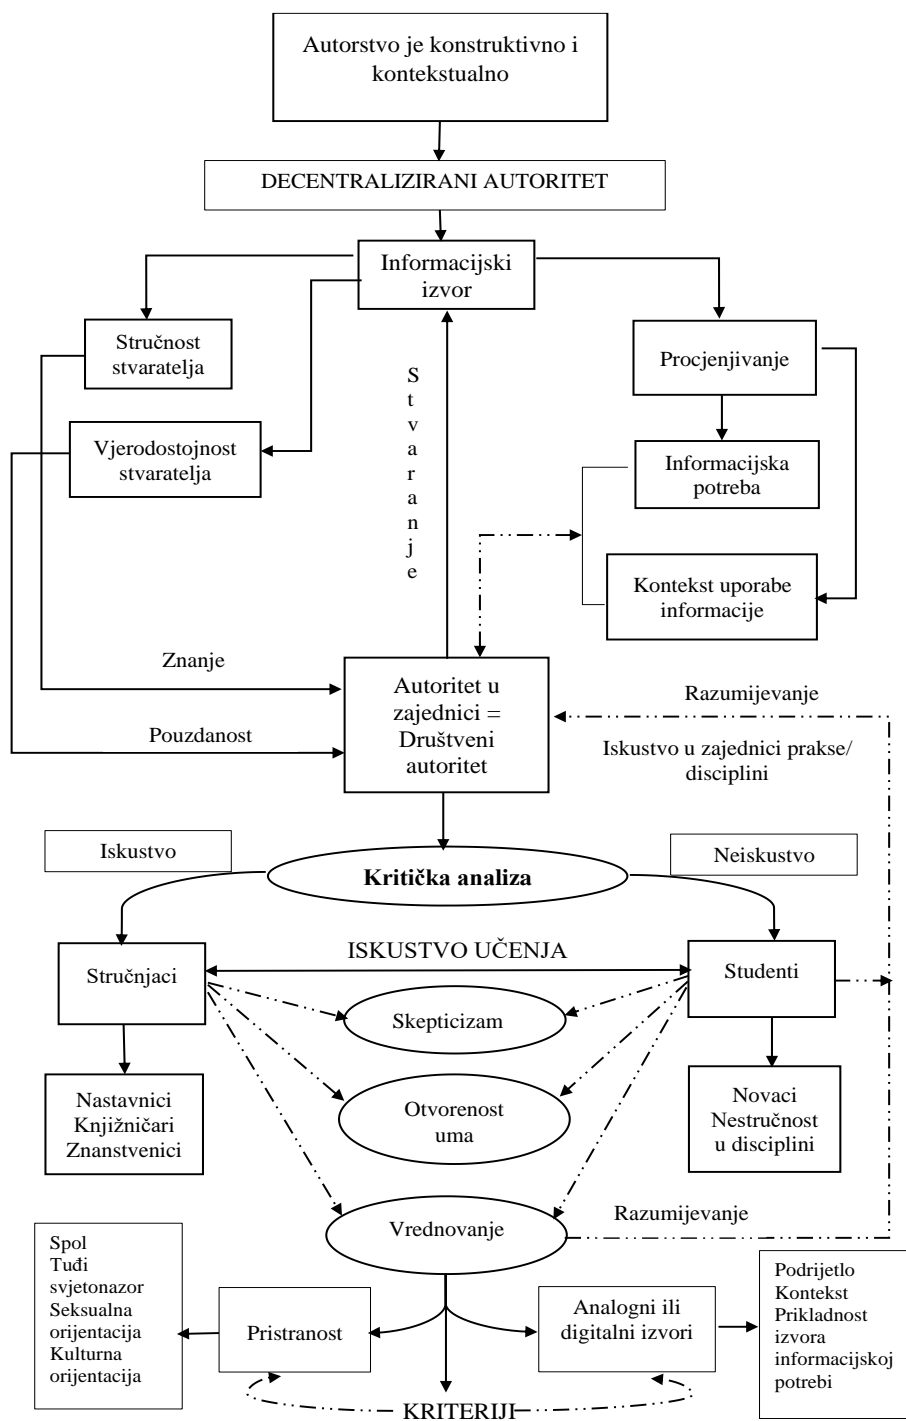 Autorstvo je konstruktivno i
kontekstualno
DECENTRALIZIRANI AUTORITET
Informacijski
izvor
Stručnost
stvaratelja
Procjenjivanje
Stvaranje
Vjerodostojnost
stvaratelja
Informacijska
potreba
Kontekst uporabe
informacije
Znanje
Autoritet u
zajednici =
Društveni
autoritet
Razumijevanje
Pouzdanost
Iskustvo u zajednici prakse/
disciplini
Iskustvo
Neiskustvo
Kritička analiza
ISKUSTVO UČENJA
Stručnjaci
Studenti
Skepticizam
Nastavnici
Knjižničari
Znanstvenici
Otvorenost
uma
Novaci
Nestručnost
u disciplini
Vrednovanje
Razumijevanje
Spol
Tuđi
svjetonazor
Seksualna
orijentacija
Kulturna
orijentacija
Pristranost
Analogni ili
digitalni izvori
Podrijetlo
Kontekst
Prikladnost
izvora
informacijskoj
potrebi
KRITERIJI